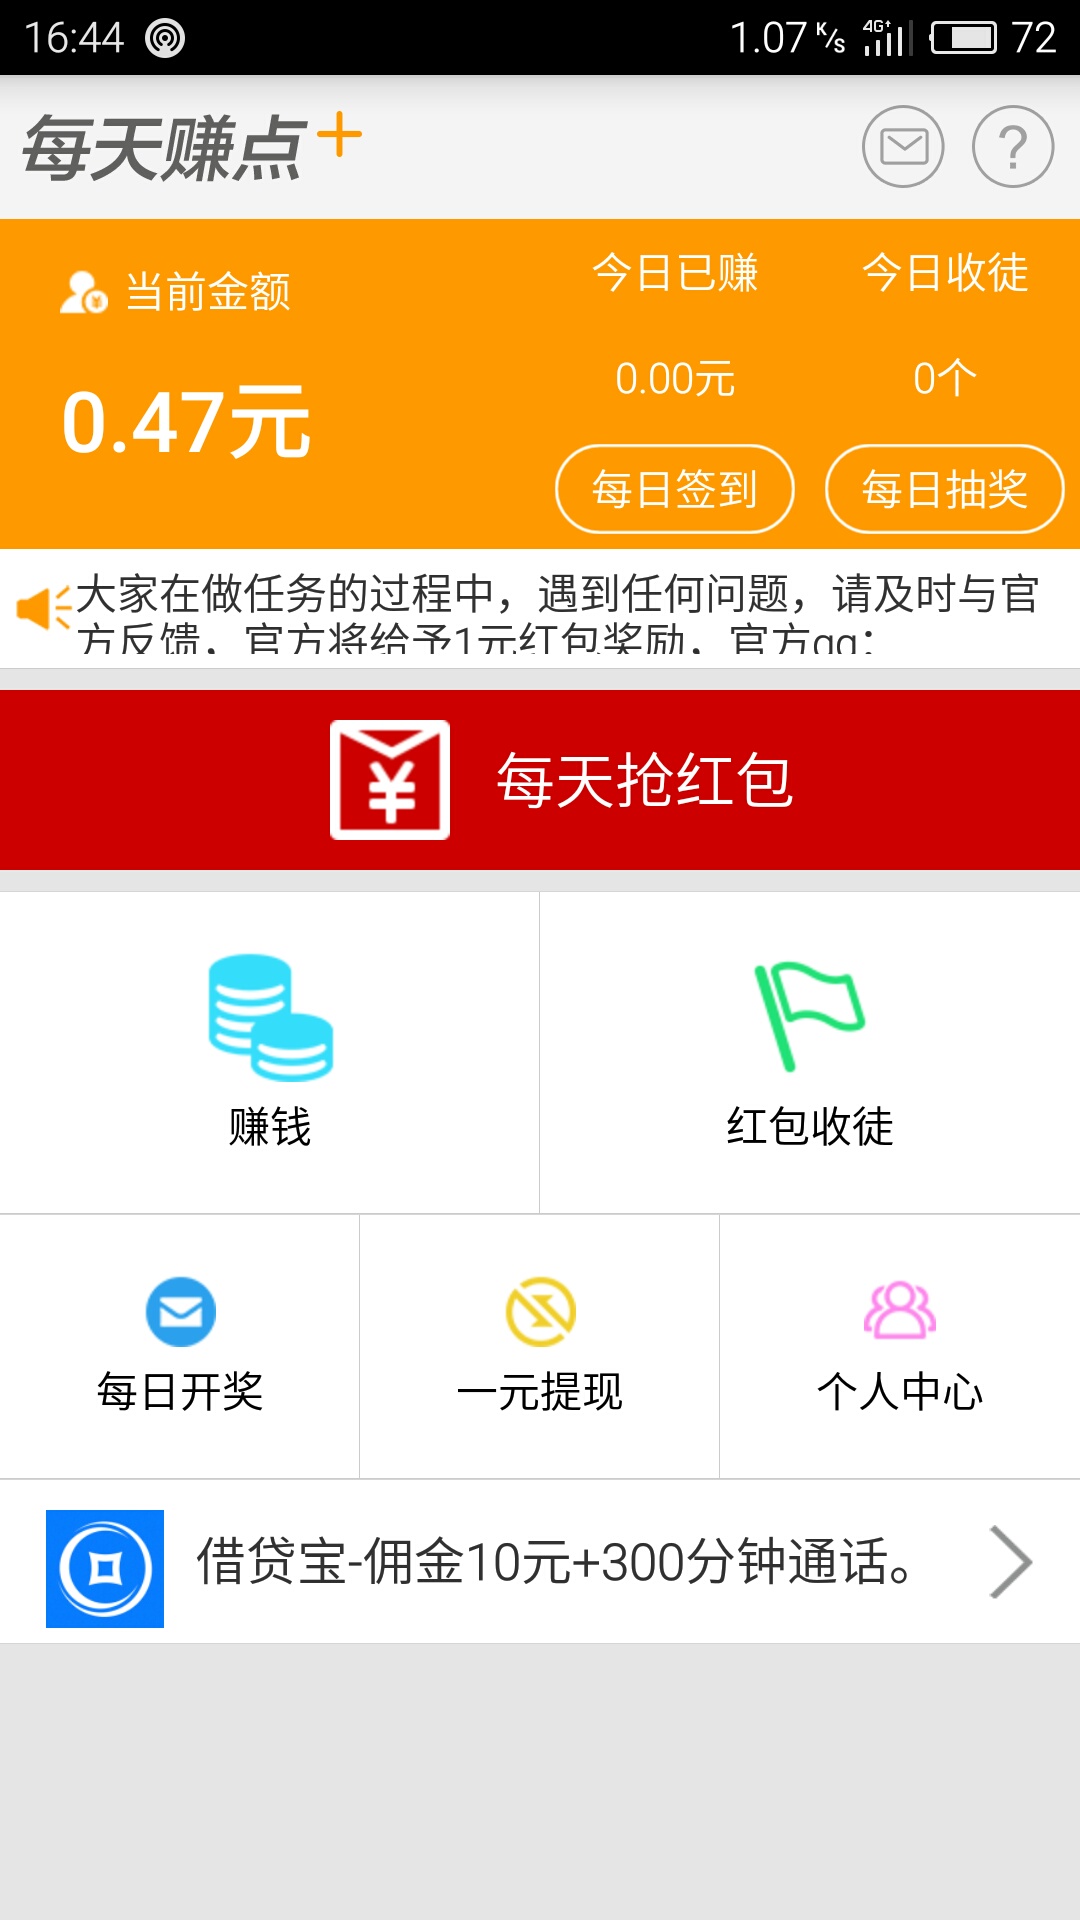 16:44 1.07 K/s 4G 72
每天赚点+
当前金额 今日已赚 今日收徒
0.47元 0.00元 0个
每日签到 每日抽奖
大家在做任务的过程中，遇到任何问题，请及时与官
方反馈，官方将给予1元红包奖励，官方qq：
每天抢红包
赚钱 红包收徒
每日开奖 一元提现 个人中心
借贷宝-佣金10元+300分钟通话。